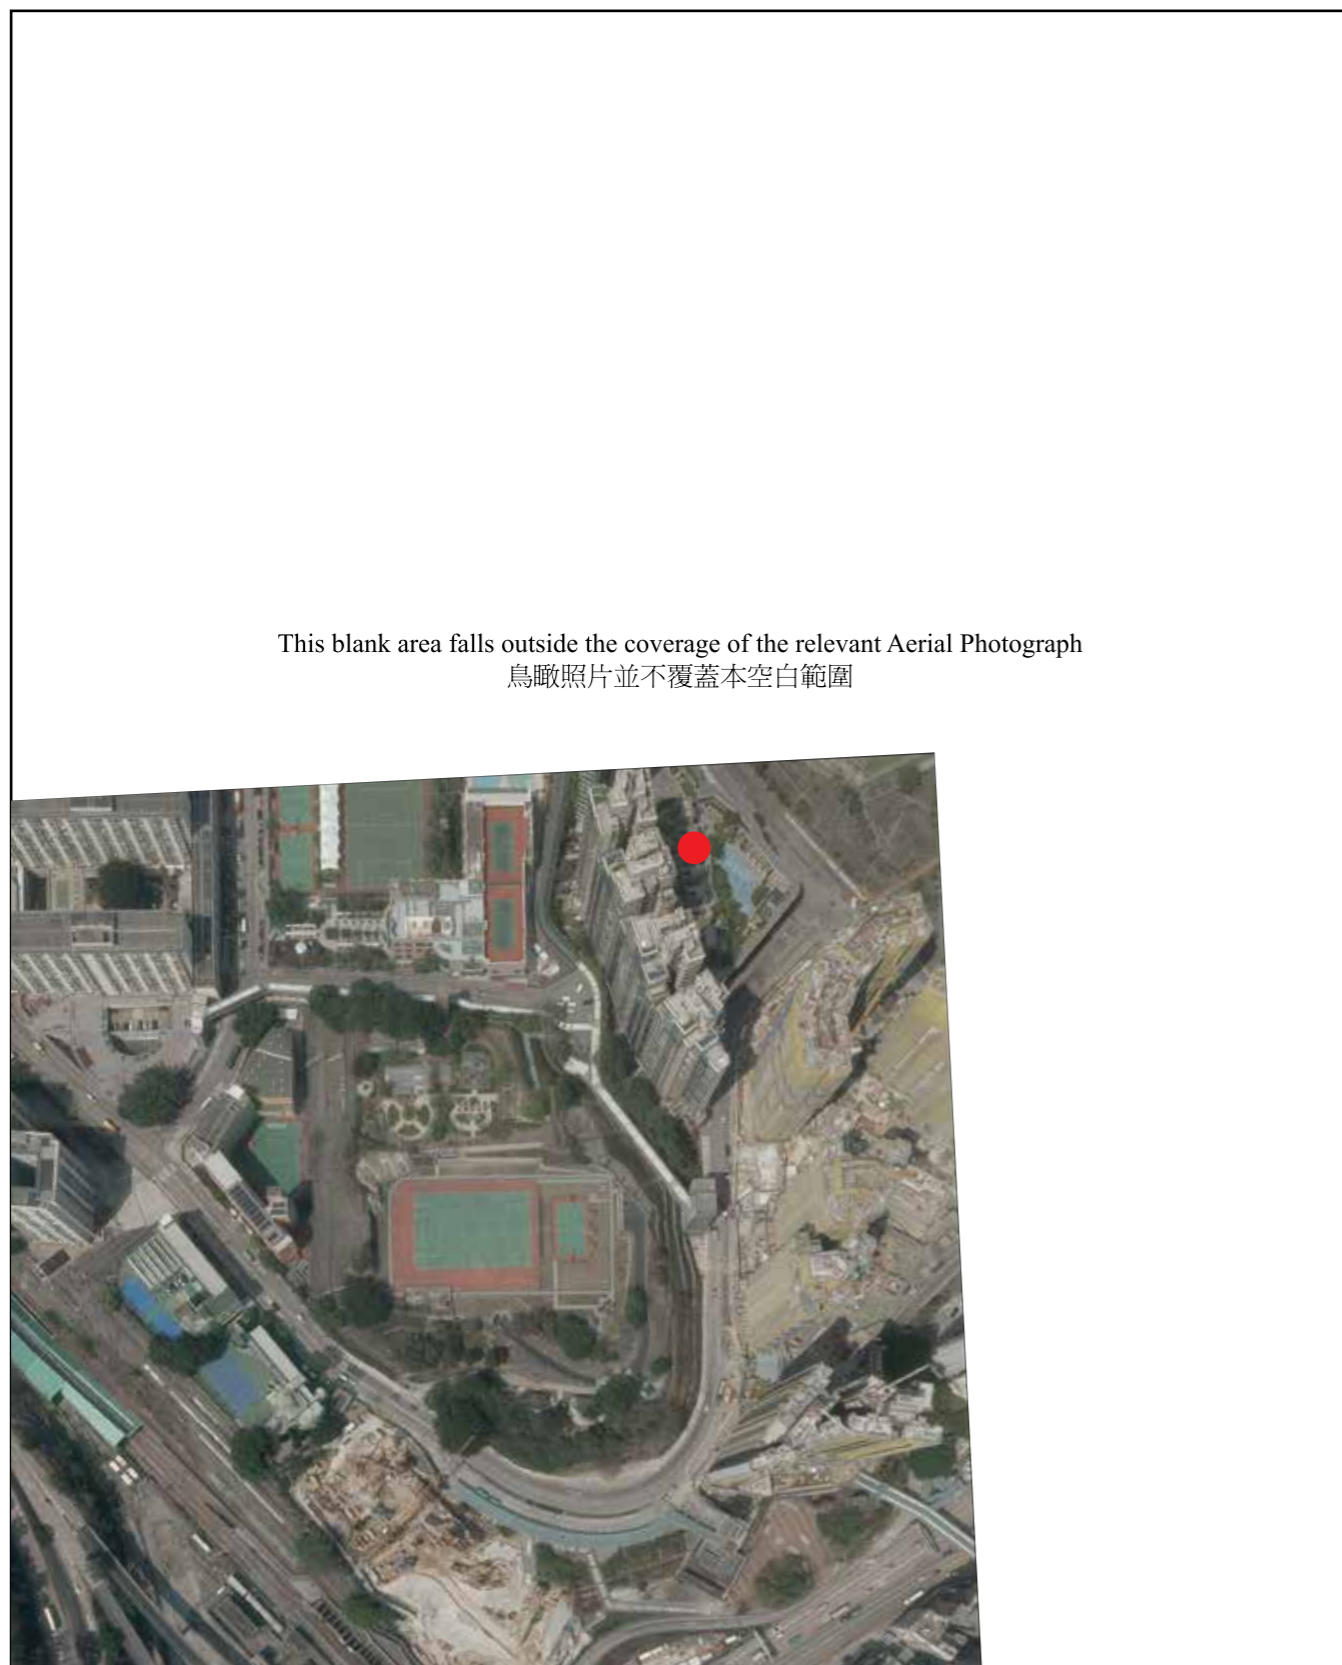 This blank area falls outside the coverage of the relevant Aerial Photograph
鳥瞰照片並不覆蓋本空白範圍